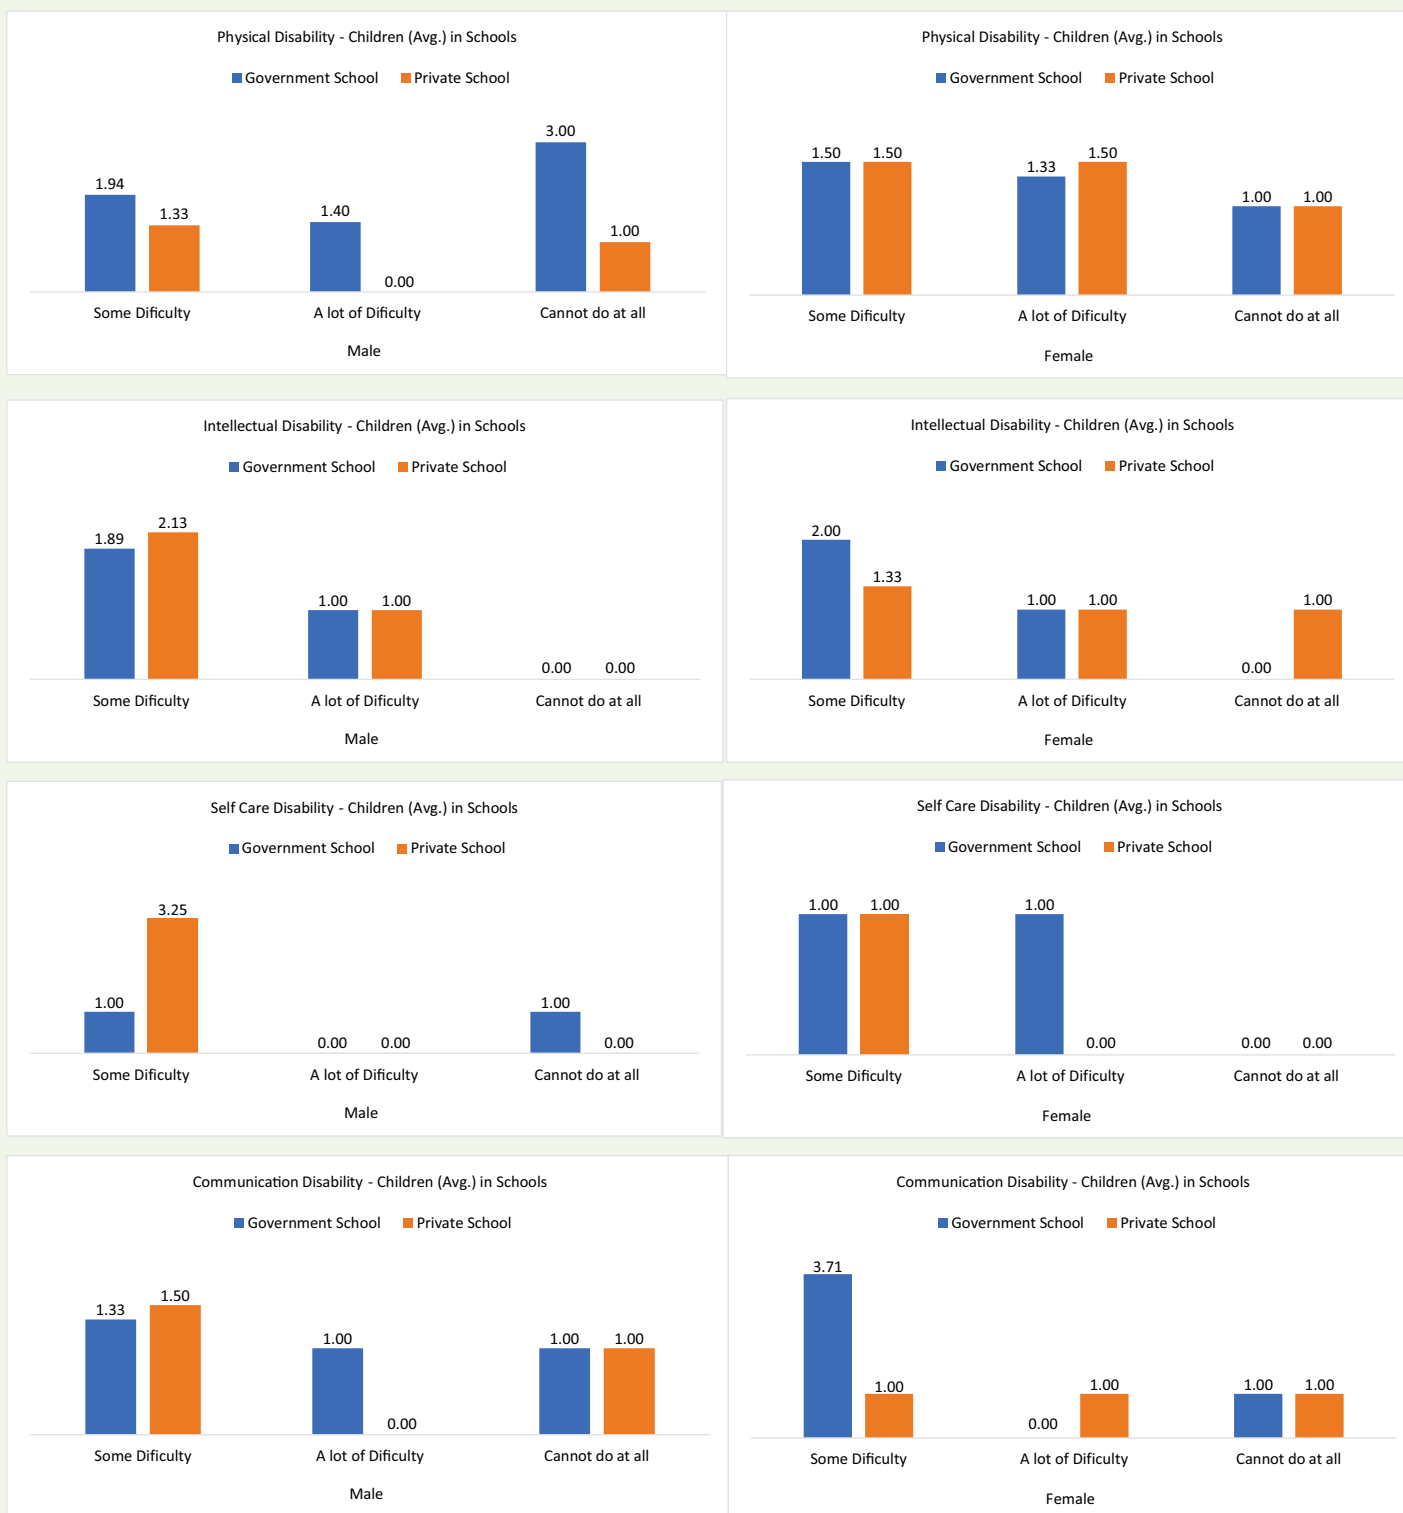 Physical Disability - Children (Avg.) in Schools
Government School Private School
3.00
1.94
1.33
1.40
1.00
0.00
Some Dificulty A lot of Dificulty Cannot do at all
Male
Physical Disability - Children (Avg.) in Schools
Government School Private School
1.50 1.50 1.33 1.50
1.00 1.00
Some Dificulty A lot of Dificulty Cannot do at all
Female
Intellectual Disability - Children (Avg.) in Schools
Government School Private School
1.89 2.13
1.00 1.00
0.00 0.00
Some Dificulty A lot of Dificulty Cannot do at all
Male
Intellectual Disability - Children (Avg.) in Schools
Government School Private School
2.00
1.33
1.00 1.00 1.00
0.00
Some Dificulty A lot of Dificulty Cannot do at all
Female
Self Care Disability - Children (Avg.) in Schools
Government School Private School
3.25
1.00 1.00
0.00 0.00 0.00
Some Dificulty A lot of Dificulty Cannot do at all
Male
Self Care Disability - Children (Avg.) in Schools
Government School Private School
1.00 1.00 1.00
0.00 0.00 0.00
Some Dificulty A lot of Dificulty Cannot do at all
Female
Communication Disability - Children (Avg.) in Schools
Government School Private School
1.33 1.50
1.00 1.00 1.00
0.00
Some Dificulty A lot of Dificulty Cannot do at all
Male
Communication Disability - Children (Avg.) in Schools
Government School Private School
3.71
1.00 1.00 1.00 1.00
0.00
Some Dificulty A lot of Dificulty Cannot do at all
Female